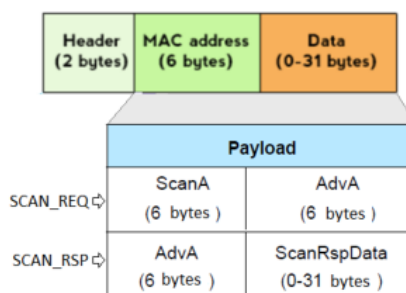 Header MAC address Data
(2 bytes) (6 bytes) (0-31 bytes)
Payload
SCAN_REQ ScanA AdvA
(6 bytes) (6 bytes)
SCAN_RSP AdvA ScanRspData
(6 bytes) (0-31 bytes)